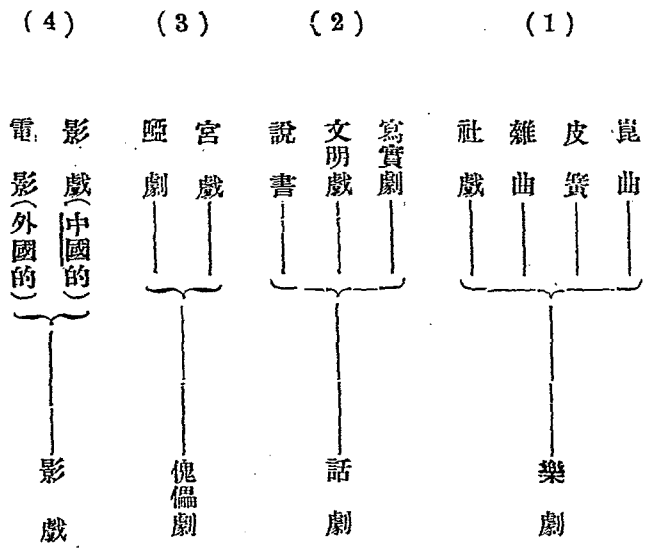 (1)
崑曲
皮簧
雜曲
社戲
樂劇
(2)
寫實劇
文明戲
說書
話劇
(3)
宮戲
啞劇
傀儡劇
(4)
影戲(中國的)
電影(外國的)
影戲